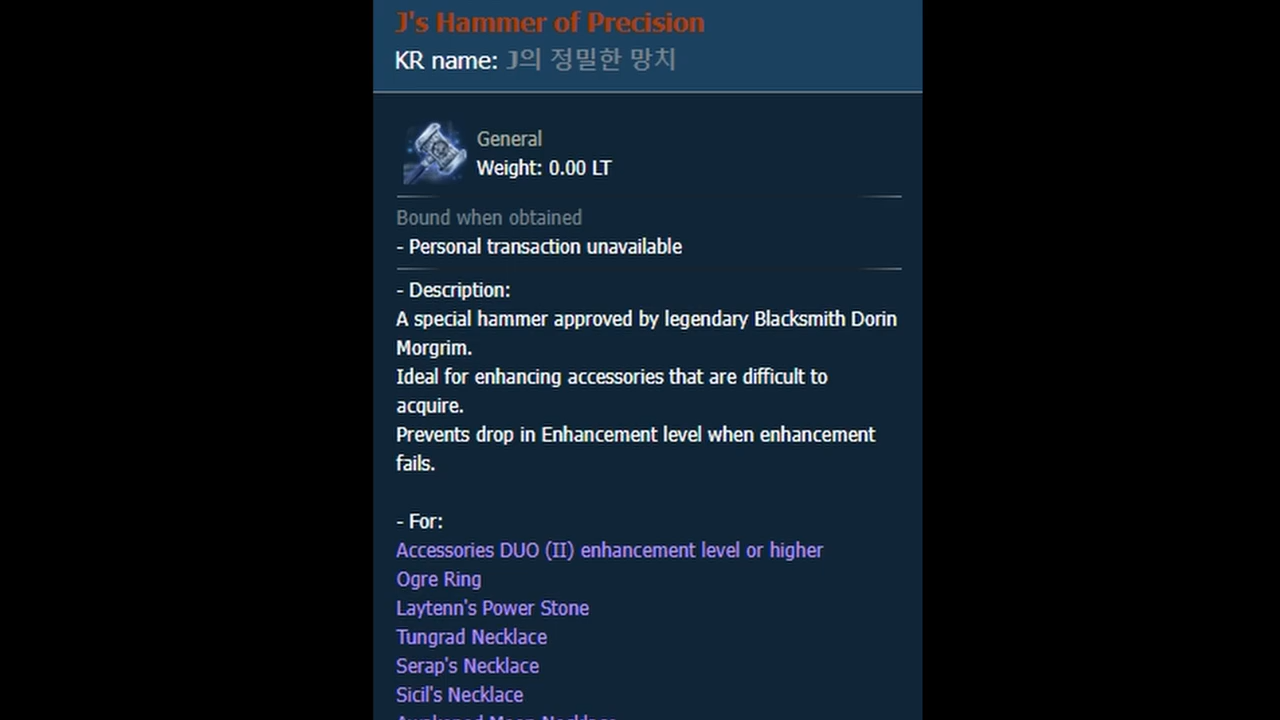 J's Hammer of Precision
KR name: J의 정밀한 망치
General
Weight: 0.00 LT
Bound when obtained
- Personal transaction unavailable
- Description:
A special hammer approved by legendary Blacksmith Dorin
Morgrim.
Ideal for enhancing accessories that are difficult to
acquire.
Prevents drop in Enhancement level when enhancement
fails.
- For:
Accessories DUO (II) enhancement level or higher
Ogre Ring
Laytenn's Power Stone
Tungrad Necklace
Serap's Necklace
Sicil's Necklace
Awakened Moon Necklace